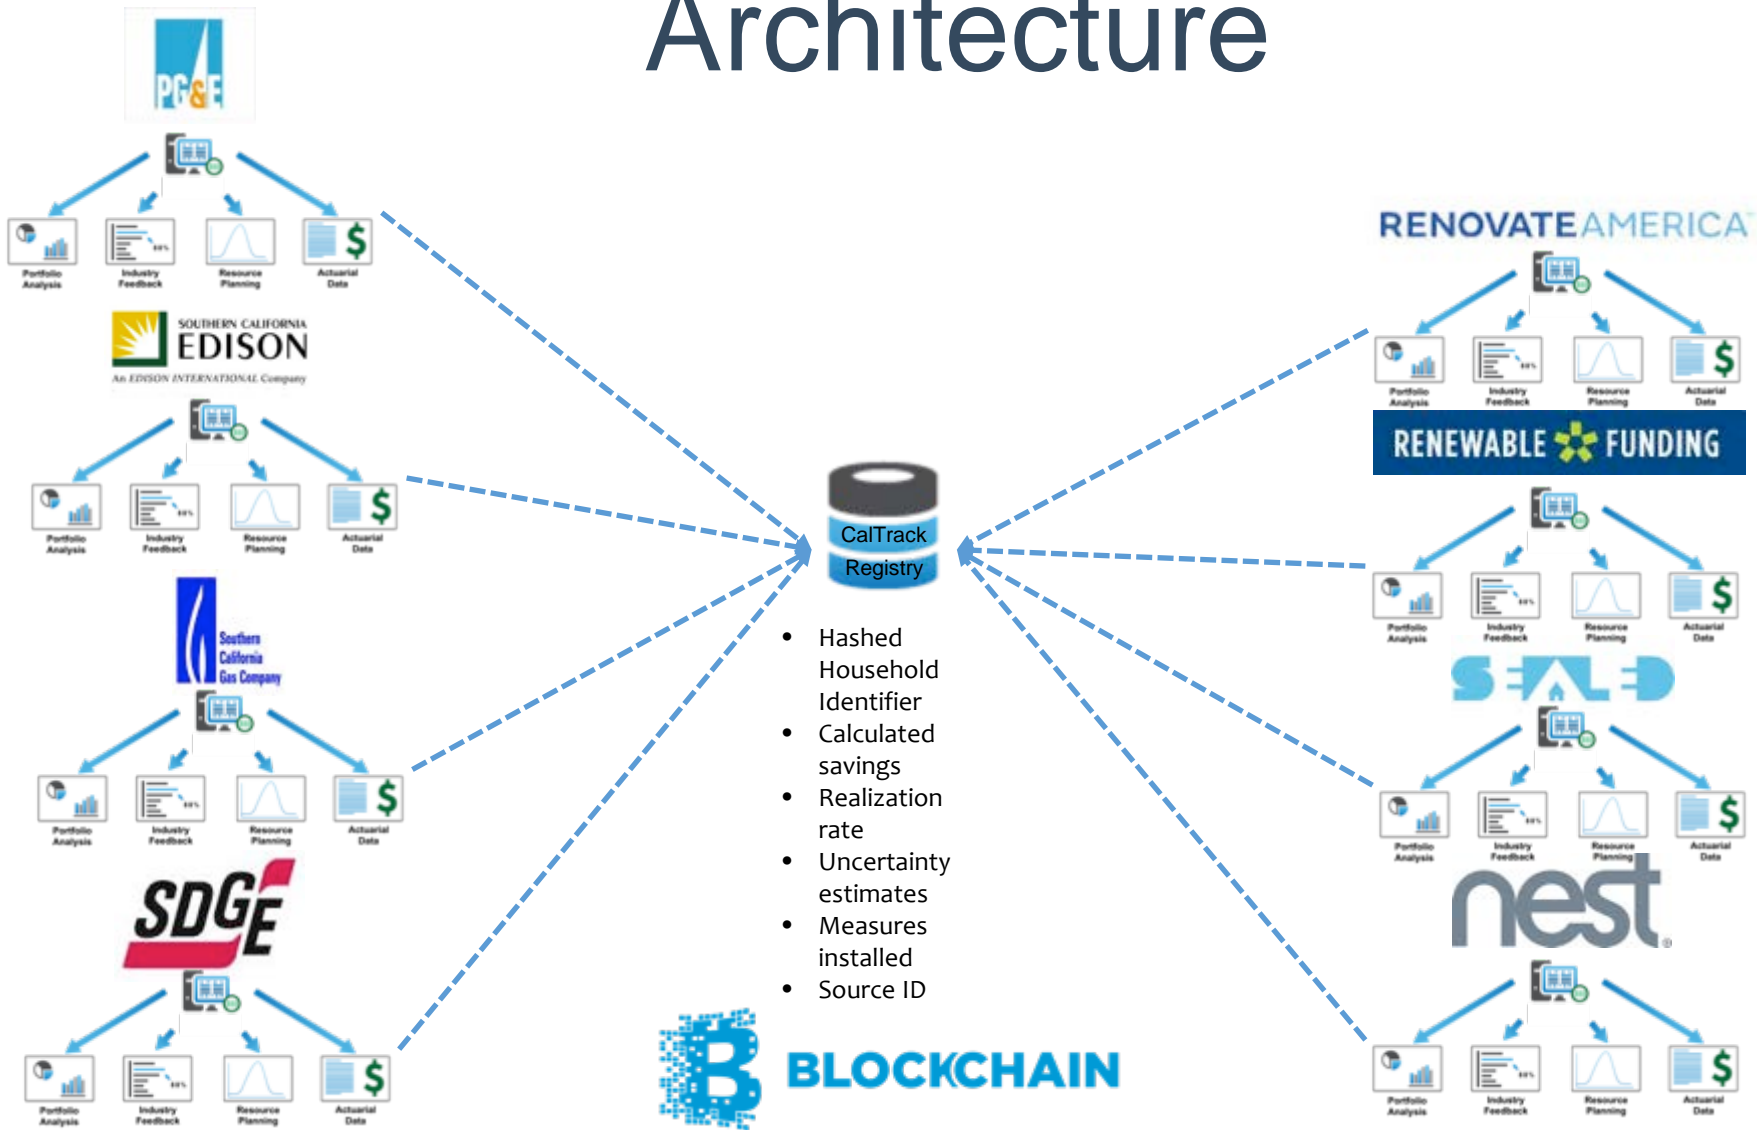 Architecture
PG&E
Portfolio Analysis
Industry Feedback
Resource Planning
Actuarial Data
SOUTHERN CALIFORNIA
EDISON
An EDISON INTERNATIONAL Company
Portfolio Analysis
Industry Feedback
Resource Planning
Actuarial Data
Southern
California
Gas Company
Portfolio Analysis
Industry Feedback
Resource Planning
Actuarial Data
SDGE
Portfolio Analysis
Industry Feedback
Resource Planning
Actuarial Data
CalTrack
Registry
• Hashed
Household
Identifier
• Calculated
savings
• Realization
rate
• Uncertainty
estimates
• Measures
installed
• Source ID
BLOCKCHAIN
RENOVATEAMERICA
Portfolio Analysis
Industry Feedback
Resource Planning
Actuarial Data
RENEWABLE FUNDING
Portfolio Analysis
Industry Feedback
Resource Planning
Actuarial Data
SEALED
Portfolio Analysis
Industry Feedback
Resource Planning
Actuarial Data
nest
Portfolio Analysis
Industry Feedback
Resource Planning
Actuarial Data